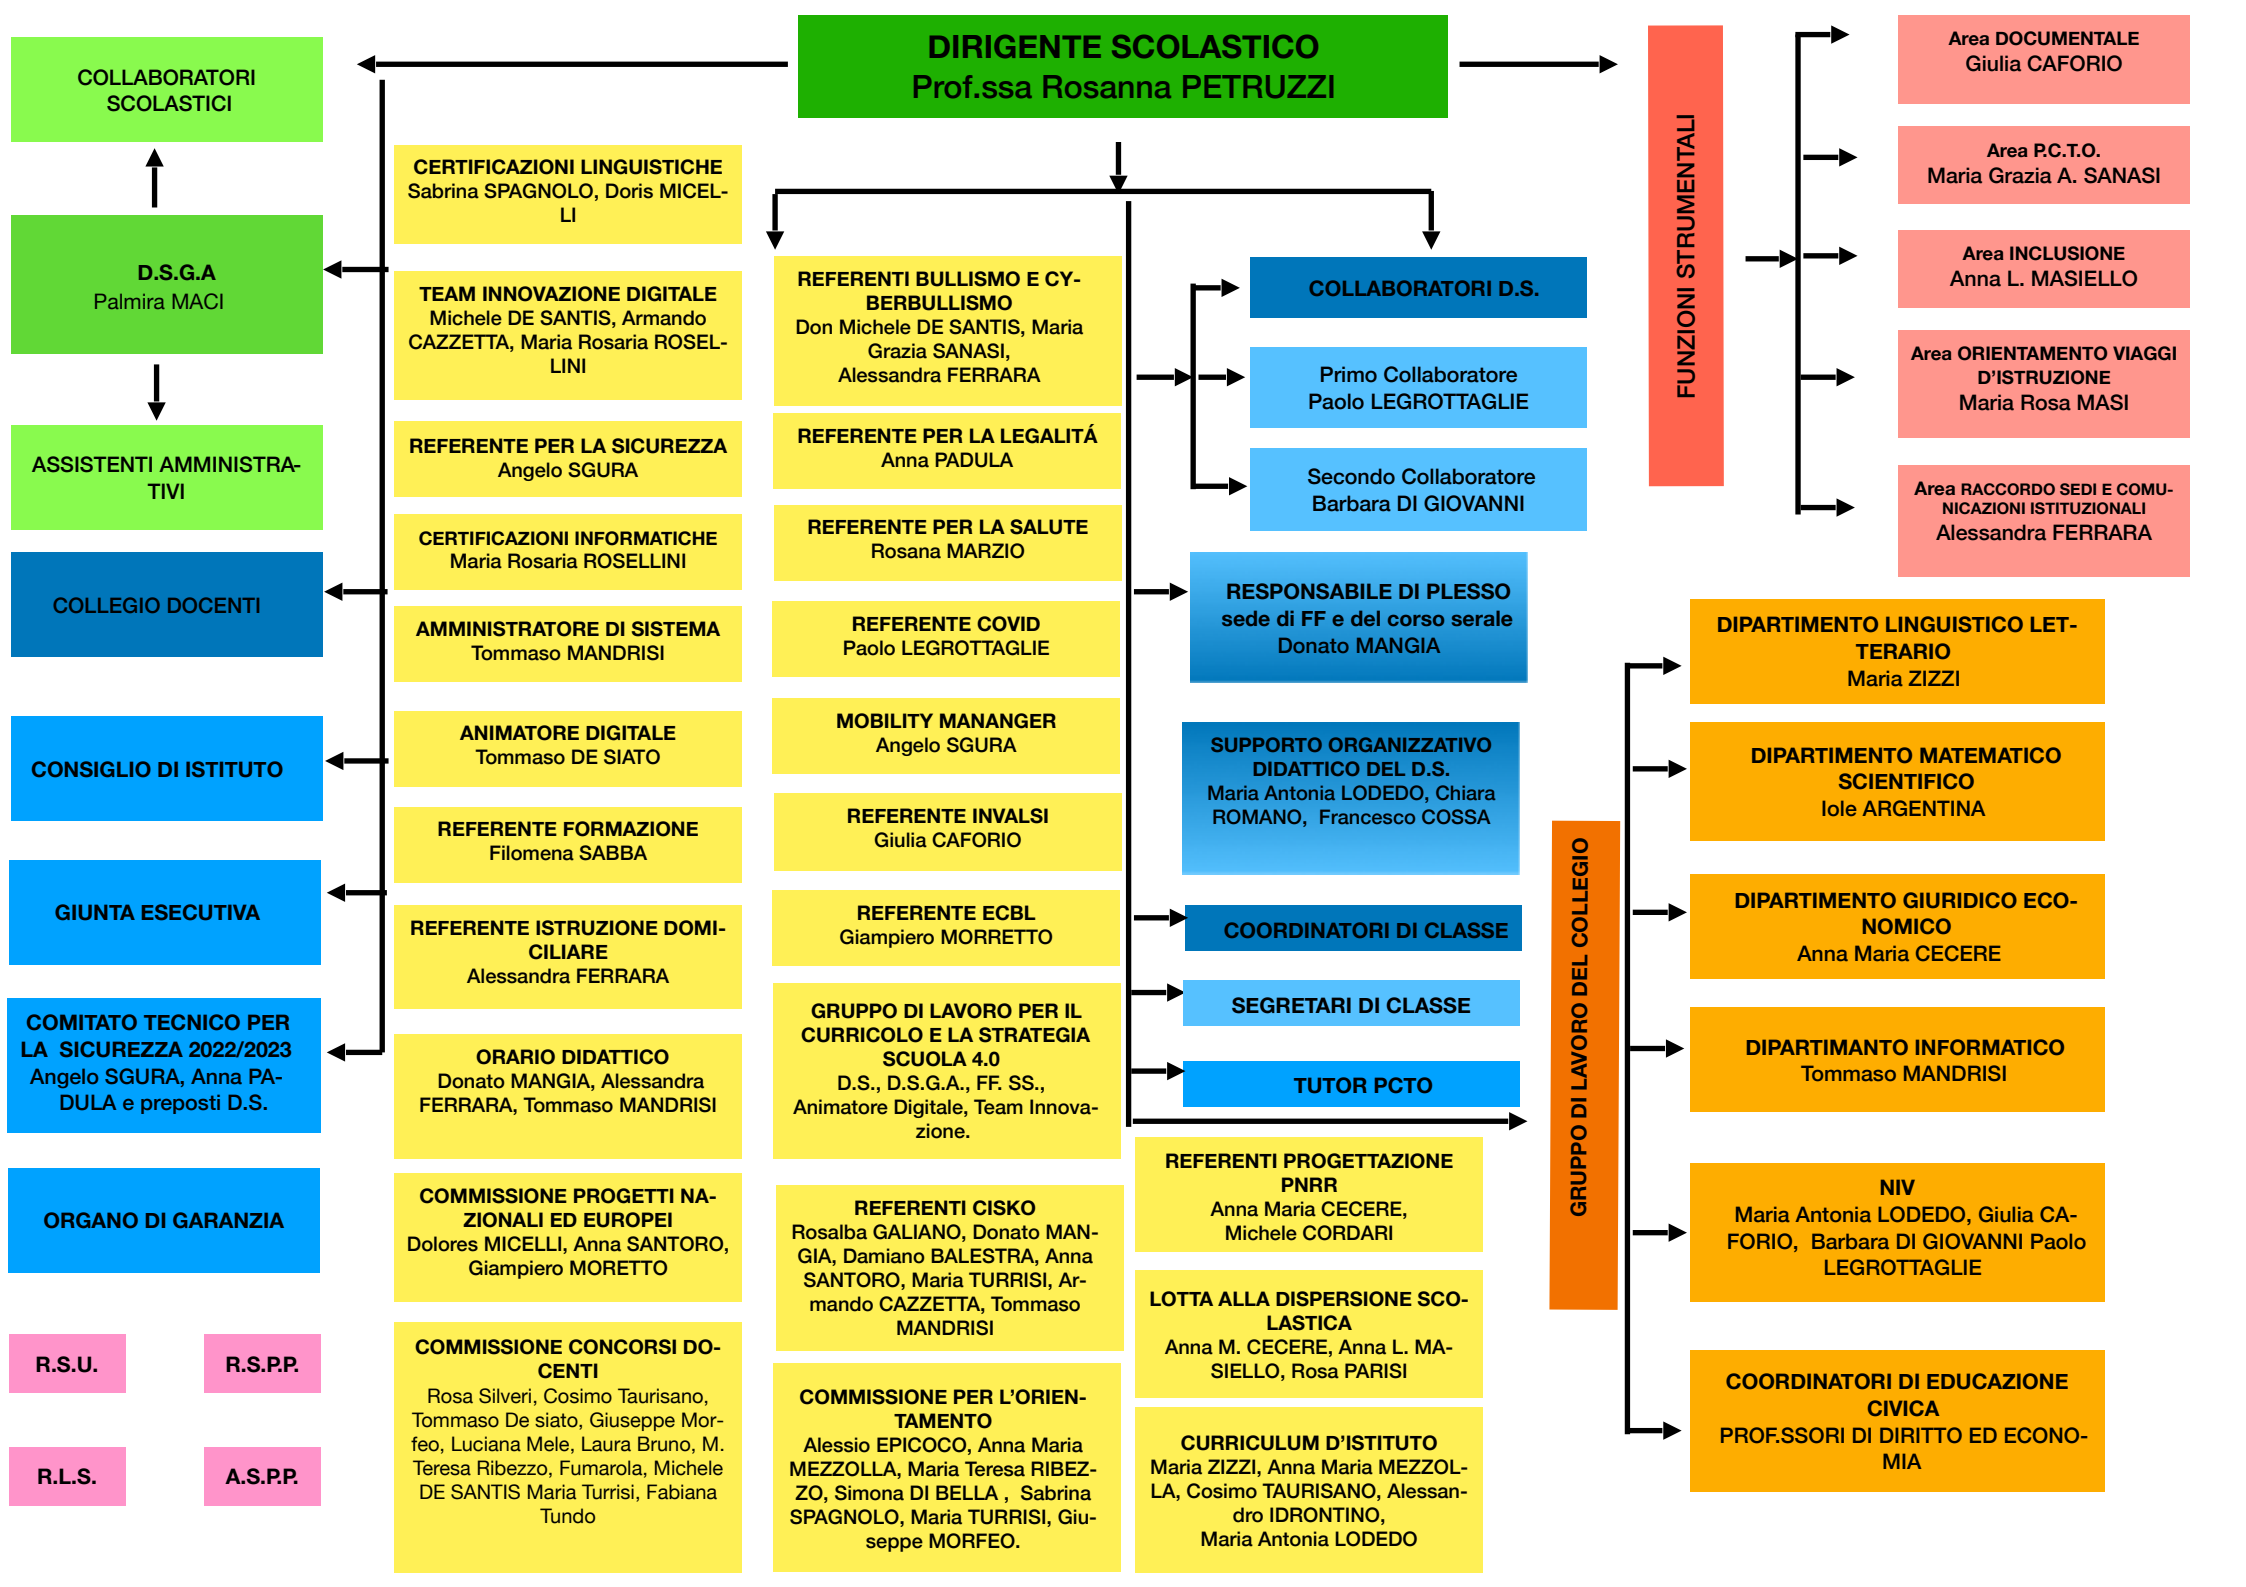 DIRIGENTE SCOLASTICO
Prof.ssa Rosanna PETRUZZI
COLLABORATORI
SCOLASTICI
D.S.G.A
Palmira MACI
ASSISTENTI AMMINISTRA-
TIVI
COLLEGIO DOCENTI
CONSIGLIO DI ISTITUTO
GIUNTA ESECUTIVA
COMITATO TECNICO PER
LA SICUREZZA 2022/2023
Angelo SGURA, Anna PA-
DULA e preposti D.S.
ORGANO DI GARANZIA
R.S.U.
R.S.P.P.
R.L.S.
A.S.P.P.
CERTIFICAZIONI LINGUISTICHE
Sabrina SPAGNOLO, Doris MICEL-
LI
TEAM INNOVAZIONE DIGITALE
Michele DE SANTIS, Armando
CAZZETTA, Maria Rosaria ROSEL-
LINI
REFERENTE PER LA SICUREZZA
Angelo SGURA
CERTIFICAZIONI INFORMATICHE
Maria Rosaria ROSELLINI
AMMINISTRATORE DI SISTEMA
Tommaso MANDRISI
ANIMATORE DIGITALE
Tommaso DE SIATO
REFERENTE FORMAZIONE
Filomena SABBA
REFERENTE ISTRUZIONE DOMI-
CILIARE
Alessandra FERRARA
ORARIO DIDATTICO
Donato MANGIA, Alessandra
FERRARA, Tommaso MANDRISI
COMMISSIONE PROGETTI NA-
ZIONALI ED EUROPEI
Dolores MICELLI, Anna SANTORO,
Giampiero MORETTO
COMMISSIONE CONCORSI DO-
CENTI
Rosa Silveri, Cosimo Taurisano,
Tommaso De siato, Giuseppe Mor-
feo, Luciana Mele, Laura Bruno, M.
Teresa Ribezzo, Fumarola, Michele
DE SANTIS Maria Turrisi, Fabiana
Tundo
REFERENTI BULLISMO E CY-
BERBULLISMO
Don Michele DE SANTIS, Maria
Grazia SANASI,
Alessandra FERRARA
REFERENTE PER LA LEGALITÁ
Anna PADULA
REFERENTE PER LA SALUTE
Rosana MARZIO
REFERENTE COVID
Paolo LEGROTTAGLIE
MOBILITY MANANGER
Angelo SGURA
REFERENTE INVALSI
Giulia CAFORIO
REFERENTE ECBL
Giampiero MORRETTO
GRUPPO DI LAVORO PER IL
CURRICOLO E LA STRATEGIA
SCUOLA 4.0
D.S., D.S.G.A., FF. SS.,
Animatore Digitale, Team Innova-
zione.
REFERENTI CISKO
Rosalba GALIANO, Donato MAN-
GIA, Damiano BALESTRA, Anna
SANTORO, Maria TURRISI, Ar-
mando CAZZETTA, Tommaso
MANDRISI
COMMISSIONE PER L'ORIEN-
TAMENTO
Alessio EPICOCO, Anna Maria
MEZZOLLA, Maria Teresa RIBEZ-
ZO, Simona DI BELLA , Sabrina
SPAGNOLO, Maria TURRISI, Giu-
seppe MORFEO.
COLLABORATORI D.S.
Primo Collaboratore
Paolo LEGROTTAGLIE
Secondo Collaboratore
Barbara DI GIOVANNI
RESPONSABILE DI PLESSO
sede di FF e del corso serale
Donato MANGIA
SUPPORTO ORGANIZZATIVO
DIDATTICO DEL D.S.
Maria Antonia LODEDO, Chiara
ROMANO, Francesco COSSA
COORDINATORI DI CLASSE
SEGRETARI DI CLASSE
TUTOR PCTO
REFERENTI PROGETTAZIONE
PNRR
Anna Maria CECERE,
Michele CORDARI
LOTTA ALLA DISPERSIONE SCO-
LASTICA
Anna M. CECERE, Anna L. MA-
SIELLO, Rosa PARISI
CURRICULUM D'ISTITUTO
Maria ZIZZI, Anna Maria MEZZOL-
LA, Cosimo TAURISANO, Alessan-
dro IDRONTINO,
Maria Antonia LODEDO
FUNZIONI STRUMENTALI
Area DOCUMENTALE
Giulia CAFORIO
Area P.C.T.O.
Maria Grazia A. SANASI
Area INCLUSIONE
Anna L. MASIELLO
Area ORIENTAMENTO VIAGGI
D'ISTRUZIONE
Maria Rosa MASI
Area RACCORDO SEDI E COMU-
NICAZIONI ISTITUZIONALI
Alessandra FERRARA
GRUPPO DI LAVORO DEL COLLEGIO
DIPARTIMENTO LINGUISTICO LET-
TERARIO
Maria ZIZZI
DIPARTIMENTO MATEMATICO
SCIENTIFICO
Iole ARGENTINA
DIPARTIMENTO GIURIDICO ECO-
NOMICO
Anna Maria CECERE
DIPARTIMANTO INFORMATICO
Tommaso MANDRISI
NIV
Maria Antonia LODEDO, Giulia CA-
FORIO, Barbara DI GIOVANNI Paolo
LEGROTTAGLIE
COORDINATORI DI EDUCAZIONE
CIVICA
PROF.SSORI DI DIRITTO ED ECONO-
MIA